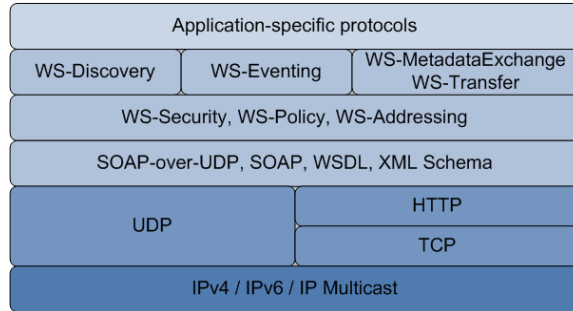 Application-specific protocols
WS-Discovery
WS-Eventing
WS-MetadataExchange
WS-Transfer
WS-Security, WS-Policy, WS-Addressing
SOAP-over-UDP, SOAP, WSDL, XML Schema
UDP
HTTP
TCP
IPv4 / IPv6 / IP Multicast